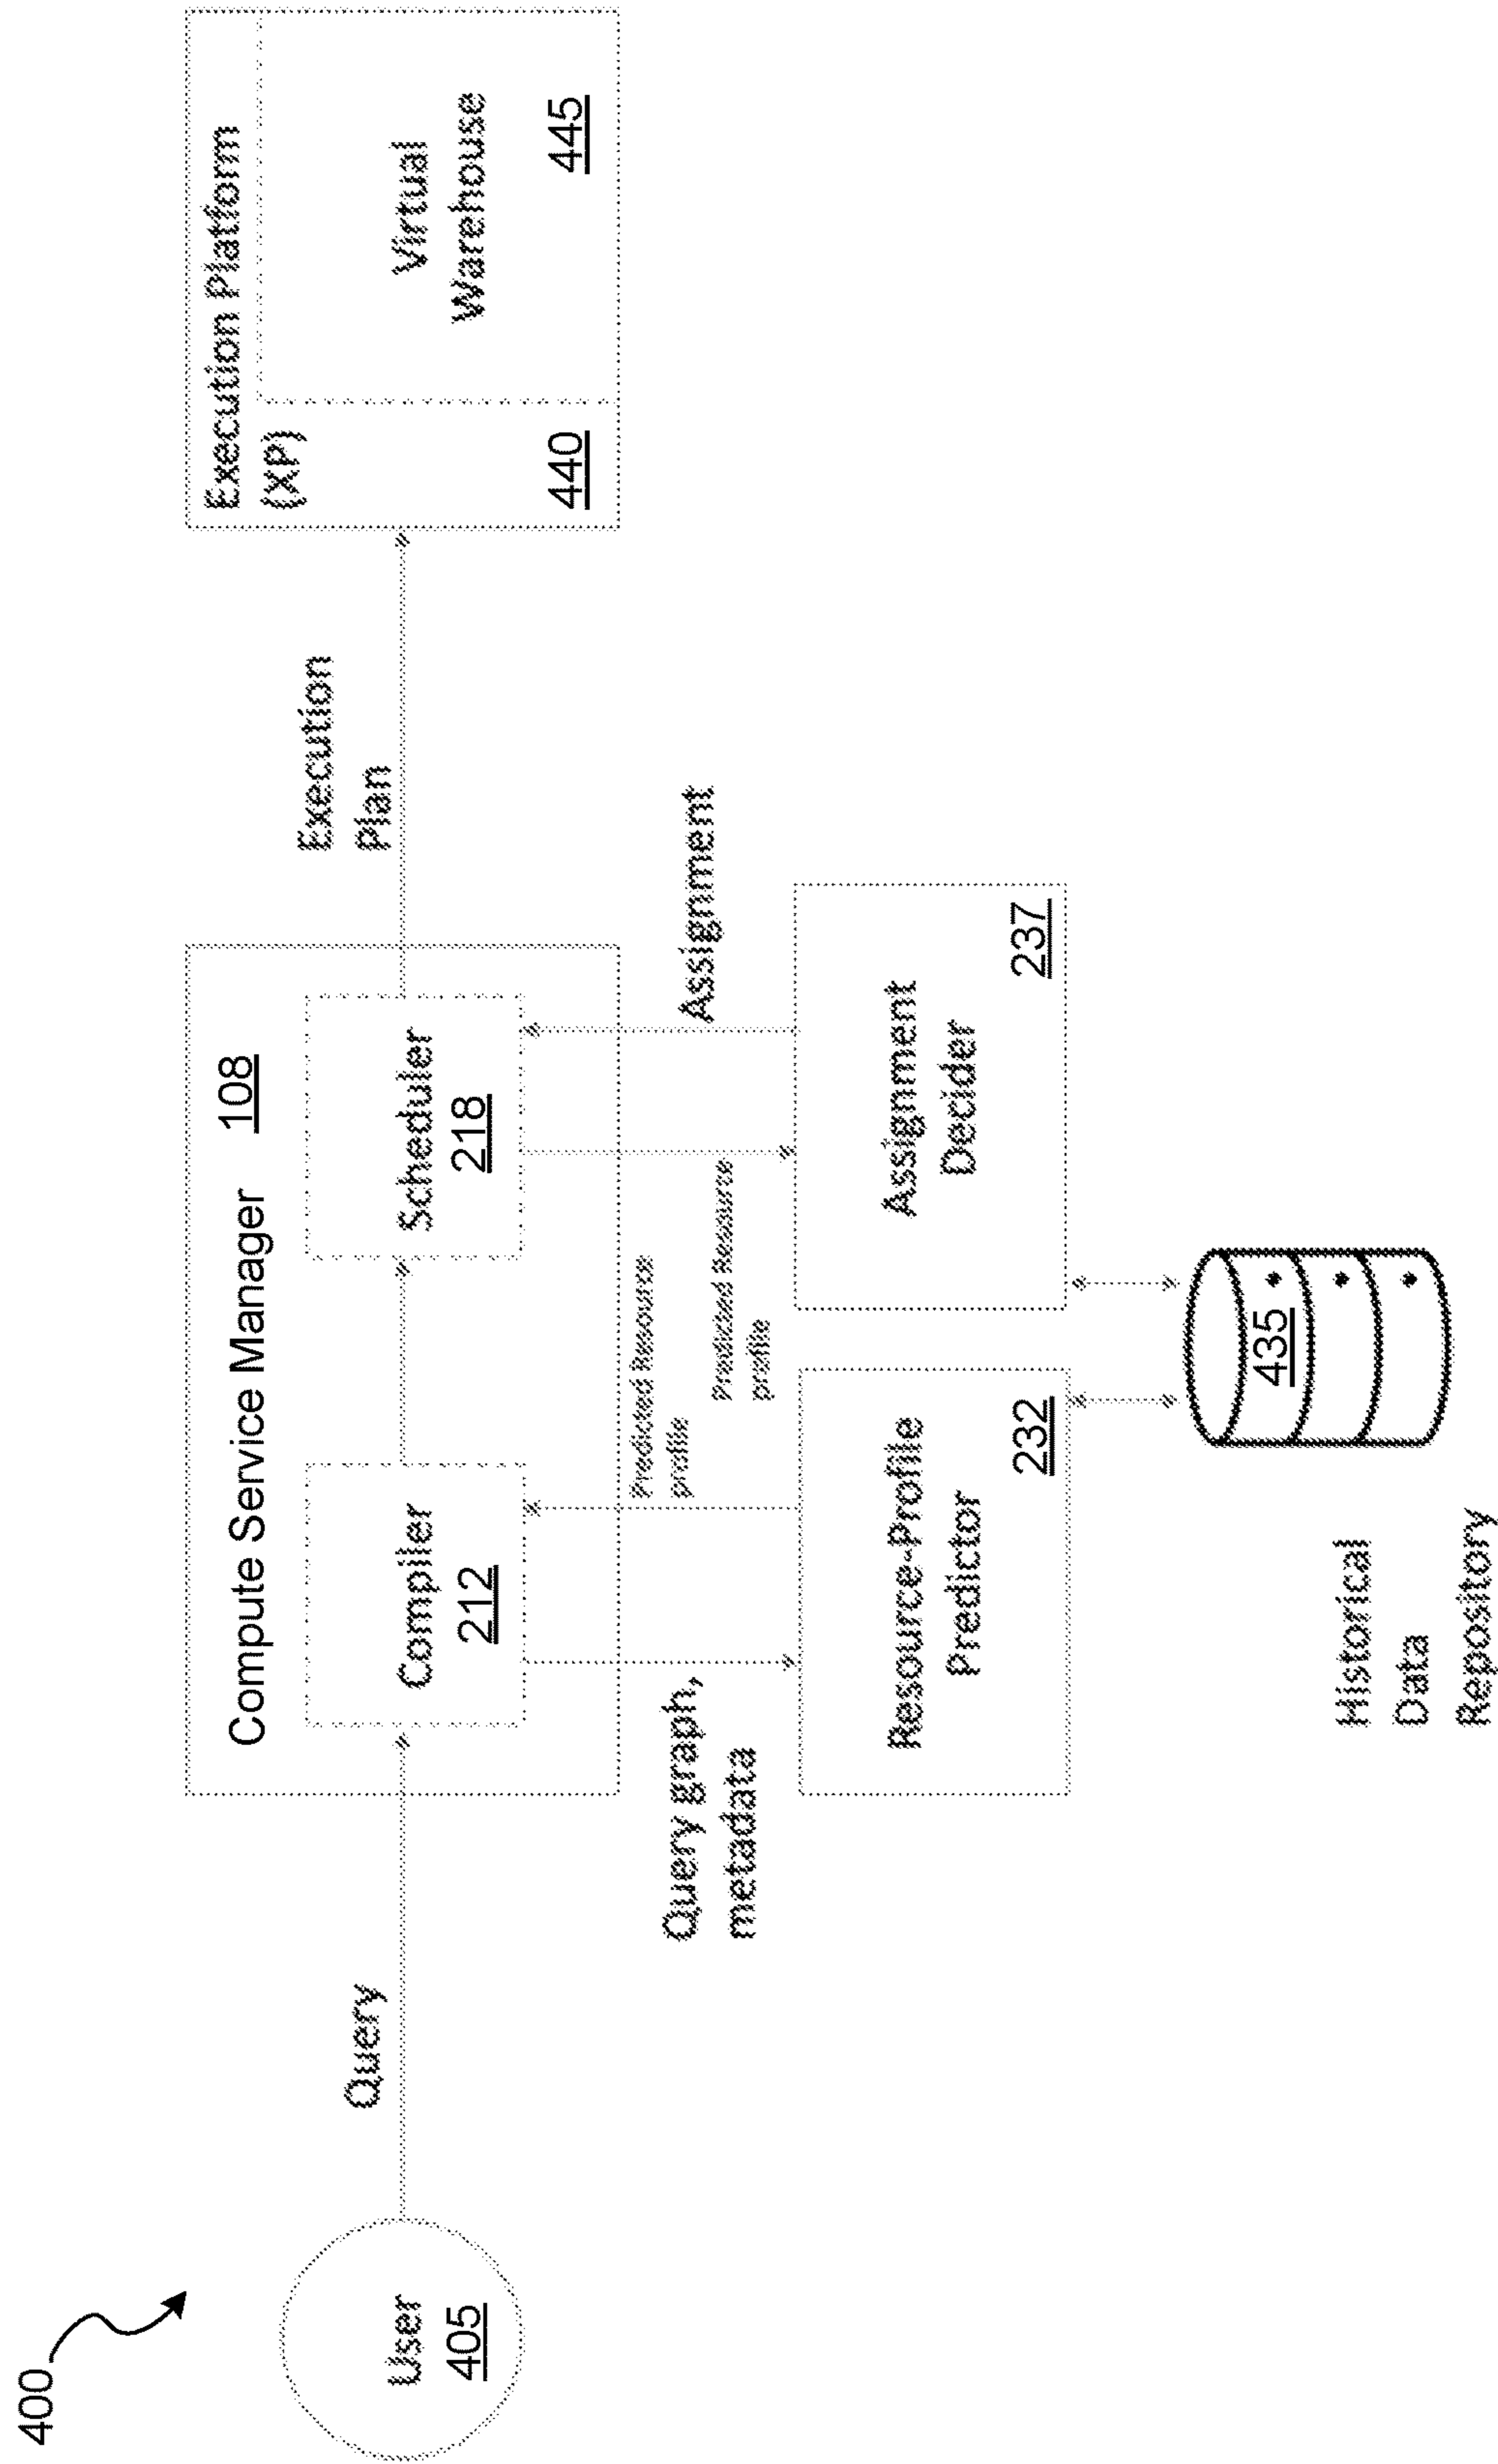 400
User
405
Query
Compute Service Manager 108
Compiler
212
Scheduler
218
Execution
Plan
Execution Platform
(XP)
440
Virtual
Warehouse
445
Query graph,
metadata
Predicted Resource
profile
Predicted Resource
profile
Assignment
Resource-Profile
Predictor
232
Assignment
Decider
237
435
Historical
Data
Repository